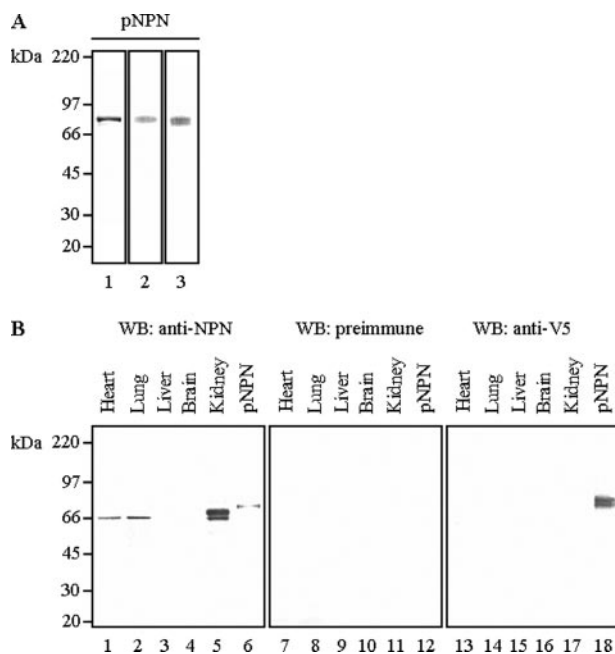 A
pNPN
kDa
220
97
66
45
30
20
1 2 3
B
WB: anti-NPN WB: preimmune WB: anti-V5
Heart Lung Liver Brain Kidney pNPN Heart Lung Liver Brain Kidney pNPN Heart Lung Liver Brain Kidney pNPN
kDa
220
97
66
45
30
20
1 2 3 4 5 6 7 8 9 10 11 12 13 14 15 16 17 18